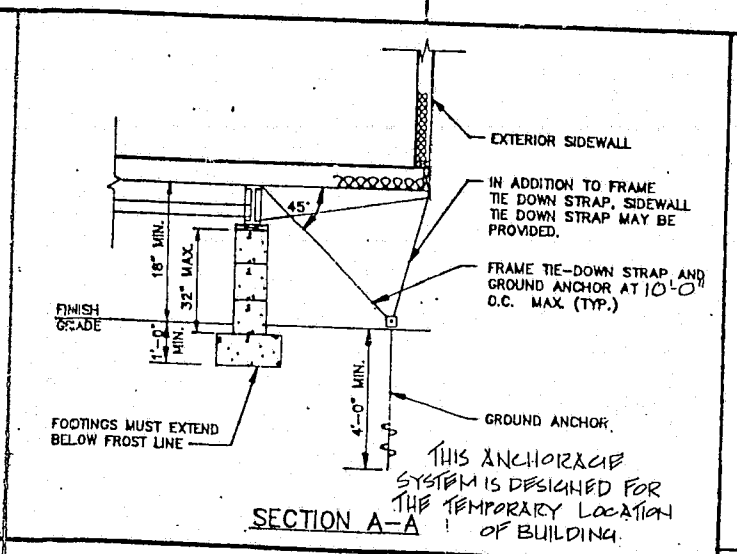 EXTERIOR SIDEWALL
IN ADDITION TO FRAME
TIE DOWN STRAP, SIDEWALL
TIE DOWN STRAP MAY BE
PROVIDED.
45°
18" MIN.
32" MAX.
FRAME TIE-DOWN STRAP AND
GROUND ANCHOR AT 10'-0"
O.C. MAX. (TYP.)
FINISH
GRADE
1'-0"
MIN.
4'-0" MIN.
FOOTINGS MUST EXTEND
BELOW FROST LINE
GROUND ANCHOR.
THIS ANCHORAGE
SYSTEM IS DESIGNED FOR
THE TEMPORARY LOCATION
OF BUILDING.
SECTION A-A